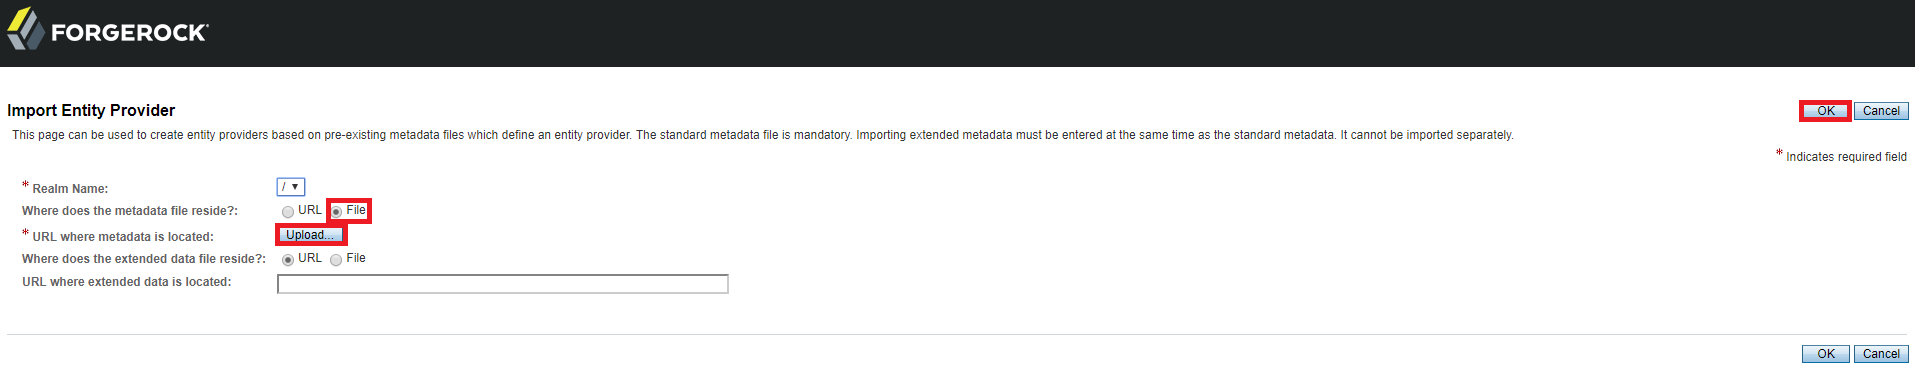 FORGEROCK
Import Entity Provider
OK Cancel
This page can be used to create entity providers based on pre-existing metadata files which define an entity provider. The standard metadata file is mandatory. Importing extended metadata must be entered at the same time as the standard metadata. It cannot be imported separately.
* Indicates required field
* Realm Name: /
Where does the metadata file reside?: URL File
* URL where metadata is located: Upload...
Where does the extended data file reside?: URL File
URL where extended data is located:
OK Cancel